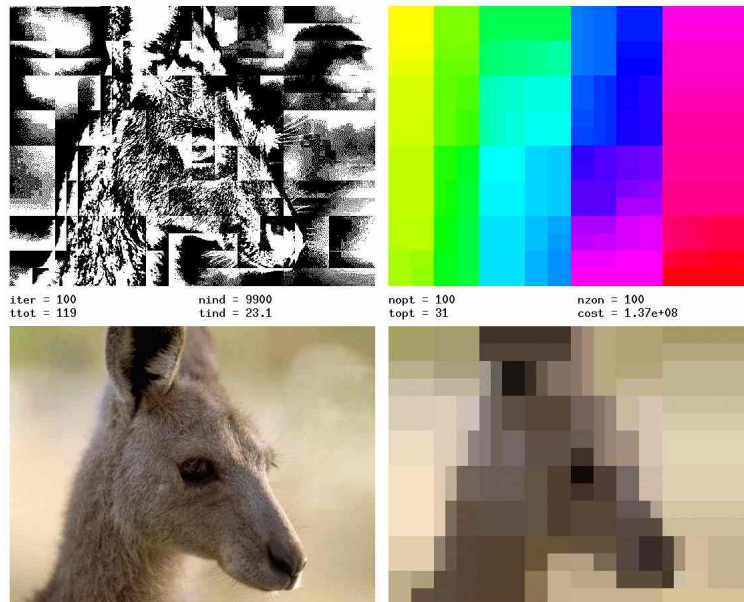 iter = 100 nind = 9900 nopt = 100 nzon = 100
ttot = 119 tind = 23.1 topt = 31 cost = 1.37e+08